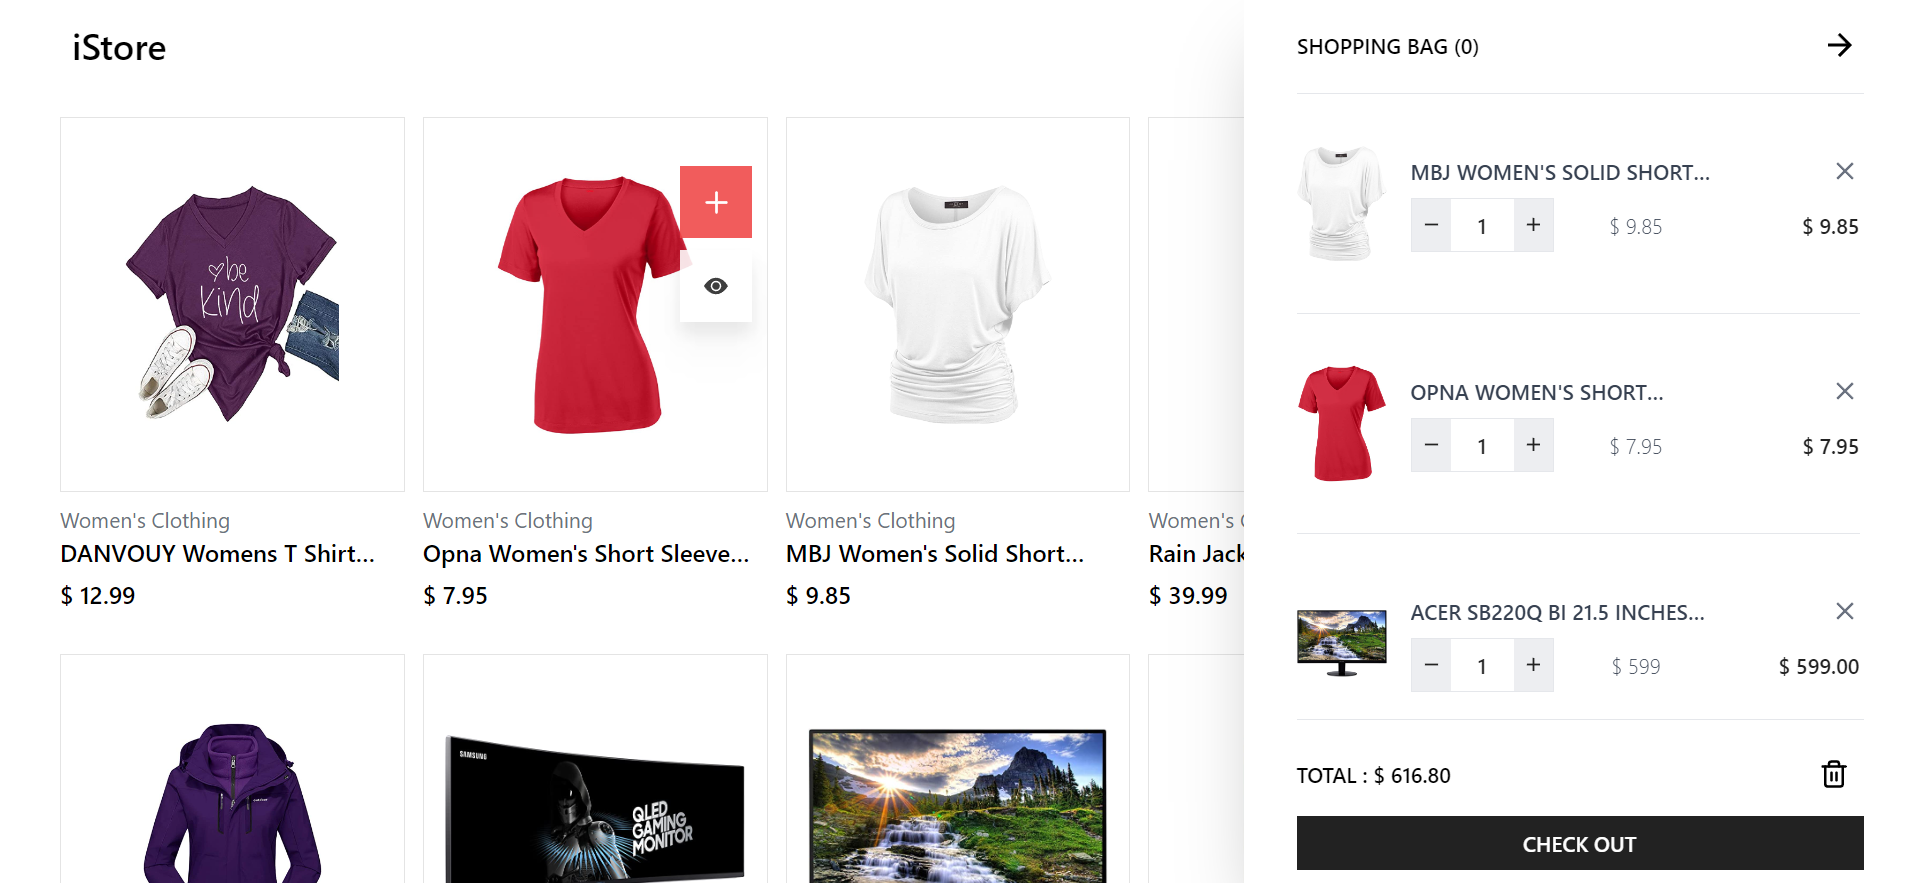 iStore
be
kind
Women's Clothing
DANVOUY Womens T Shirt...
$ 12.99
Women's Clothing
Opna Women's Short Sleeve...
$ 7.95
Women's Clothing
MBJ Women's Solid Short...
$ 9.85
Women's
Rain Jack
$ 39.99
SAMSUNG
QLED
GAMING
MONITOR
SHOPPING BAG (0)
MBJ WOMEN'S SOLID SHORT...
− 1 + $ 9.85 $ 9.85
OPNA WOMEN'S SHORT...
− 1 + $ 7.95 $ 7.95
ACER SB220Q BI 21.5 INCHES...
− 1 + $ 599 $ 599.00
TOTAL : $ 616.80
CHECK OUT